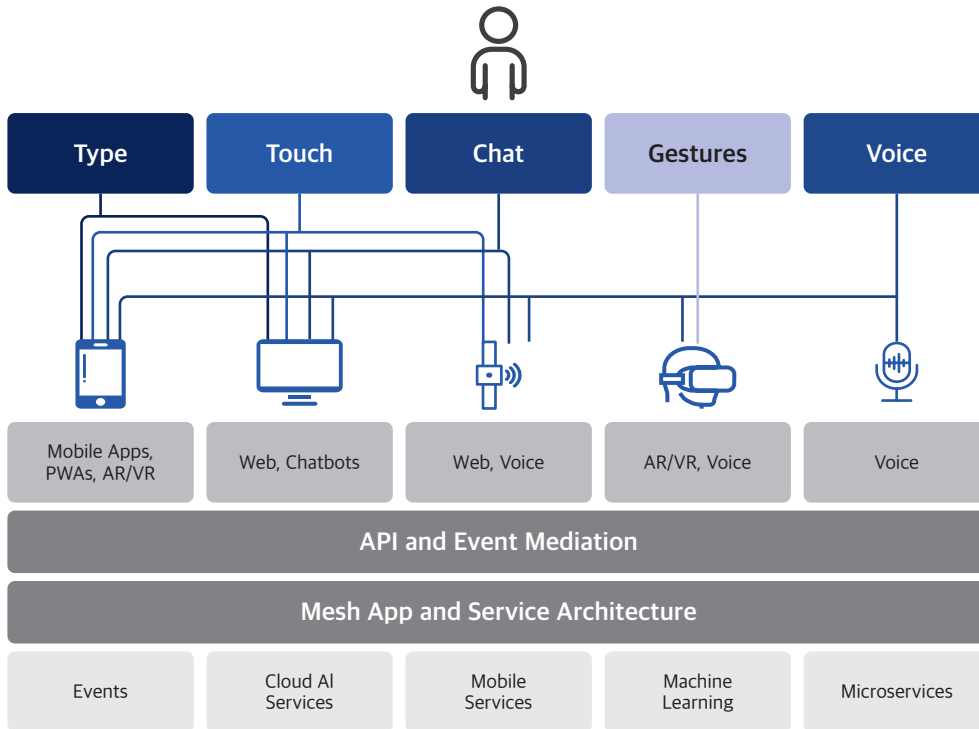 Type
Touch
Chat
Gestures
Voice
Mobile Apps,
PWAs, AR/VR
Web, Chatbots
Web, Voice
AR/VR, Voice
Voice
API and Event Mediation
Mesh App and Service Architecture
Events
Cloud AI
Services
Mobile
Services
Machine
Learning
Microservices